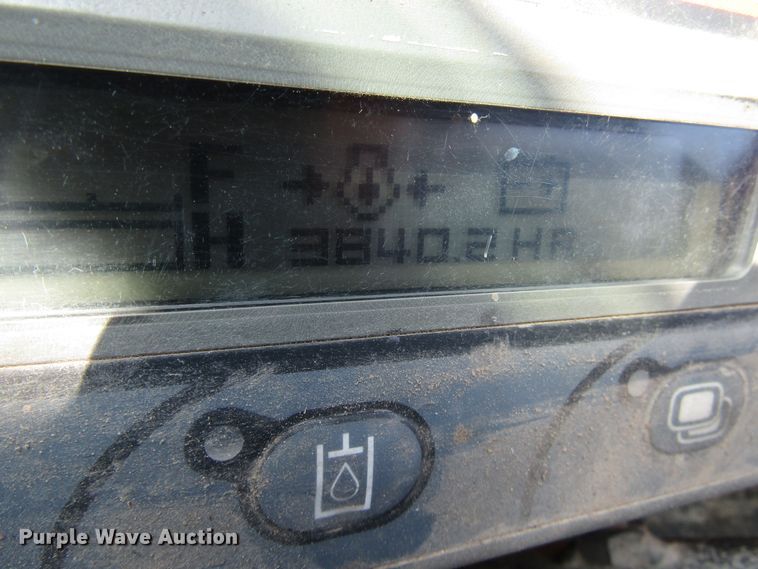 F
H 3840.2 HR
Purple Wave Auction